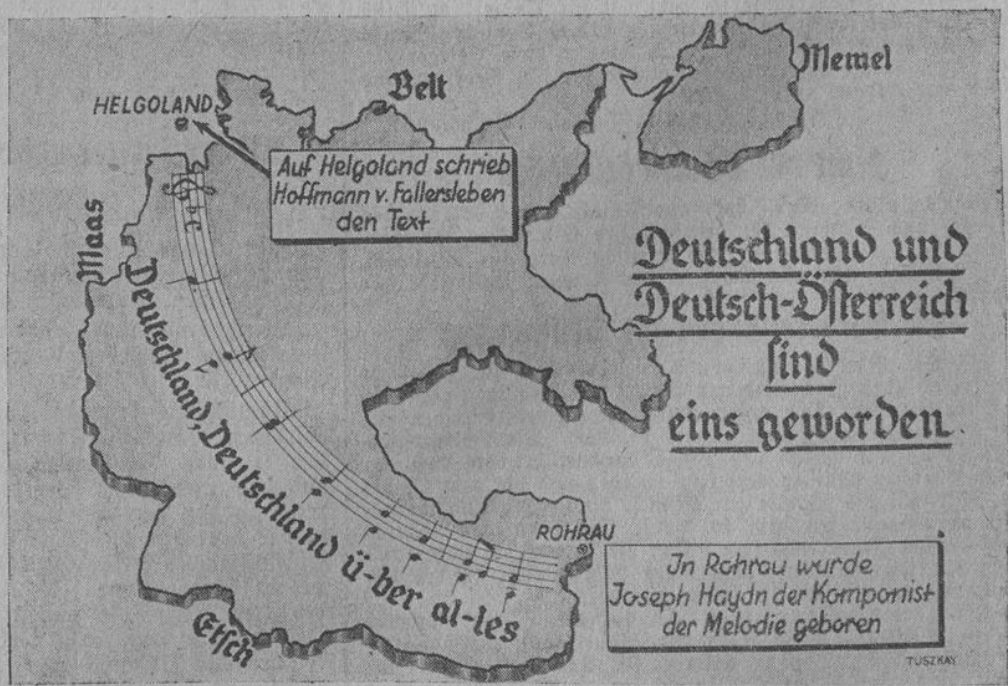 HELGOLAND
Belt
Memel
Auf Helgoland schrieb
Hoffmann v. Fallersleben
den Text
Maas
Deutschland und
Deutsch-Österreich
sind
eins geworden.
Deutschland, Deutschland ü-ber al-les
Etsch
ROHRAU
In Rohrau wurde
Joseph Haydn der Komponist
der Melodie geboren
TUSZKAY